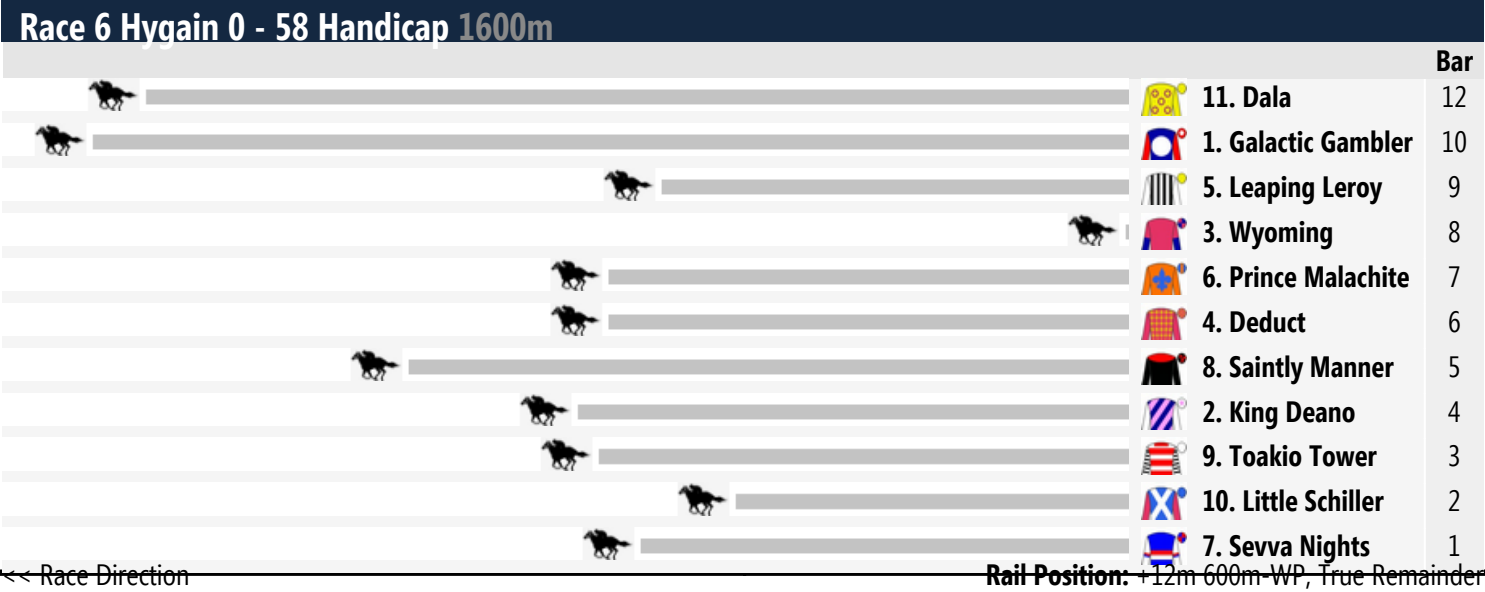 Race 6 Hygain 0 - 58 Handicap 1600m
Bar
11. Dala 12
1. Galactic Gambler 10
5. Leaping Leroy 9
3. Wyoming 8
6. Prince Malachite 7
4. Deduct 6
8. Saintly Manner 5
2. King Deano 4
9. Toakio Tower 3
10. Little Schiller 2
7. Sevva Nights 1
<< Race Direction Rail Position: +12m 600m-WP, True Remainder